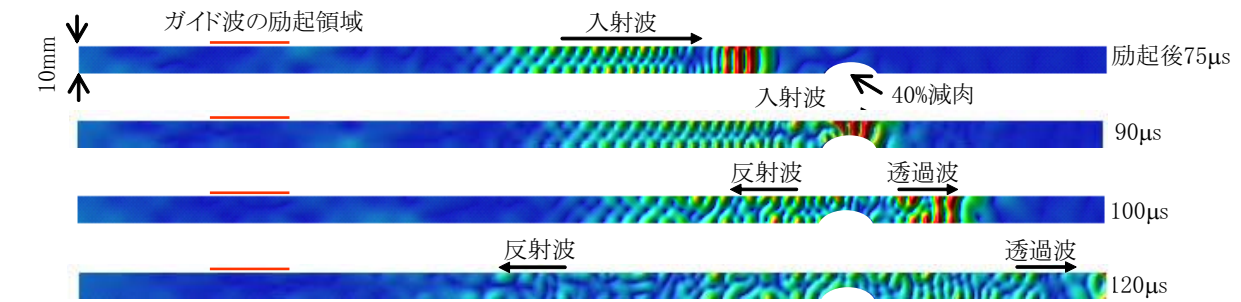 ガイド波の励起領域
入射波
10mm
励起後75μs
40%減肉
入射波
90μs
反射波
透過波
100μs
反射波
透過波
120μs